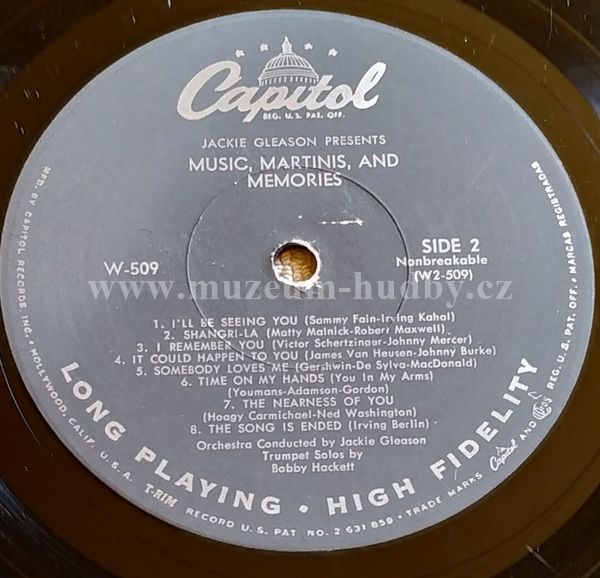 Capitol
REG. U.S. PAT. OFF.
JACKIE GLEASON PRESENTS
MUSIC, MARTINIS, AND
MEMORIES
W-509
SIDE 2
Nonbreakable
(W2-509)
www.muzeum-hudby.cz
1. I'LL BE SEEING YOU (Sammy Fain-Irving Kahal)
2. SHANGRI-LA (Matty Malnick-Robert Maxwell)
3. I REMEMBER YOU (Victor Schertzinger-Johnny Mercer)
4. IT COULD HAPPEN TO YOU (James Van Heusen-Johnny Burke)
5. SOMEBODY LOVES ME (Gershwin-De Sylva-MacDonald)
6. TIME ON MY HANDS (You In My Arms)
(Youmans-Adamson-Gordon)
7. THE NEARNESS OF YOU
(Hoagy Carmichael-Ned Washington)
8. THE SONG IS ENDED (Irving Berlin)
Orchestra Conducted by Jackie Gleason
Trumpet Solos by
Bobby Hackett
LONG PLAYING • HIGH FIDELITY
MFD. BY CAPITOL RECORDS, INC. • HOLLYWOOD, CALIF. U.S.A. T-RIM RECORD U.S. PAT. NO. 2 631 859 • TRADE MARKS Capitol AND REG. U.S. PAT. OFF. • MARCAS REGISTRADAS